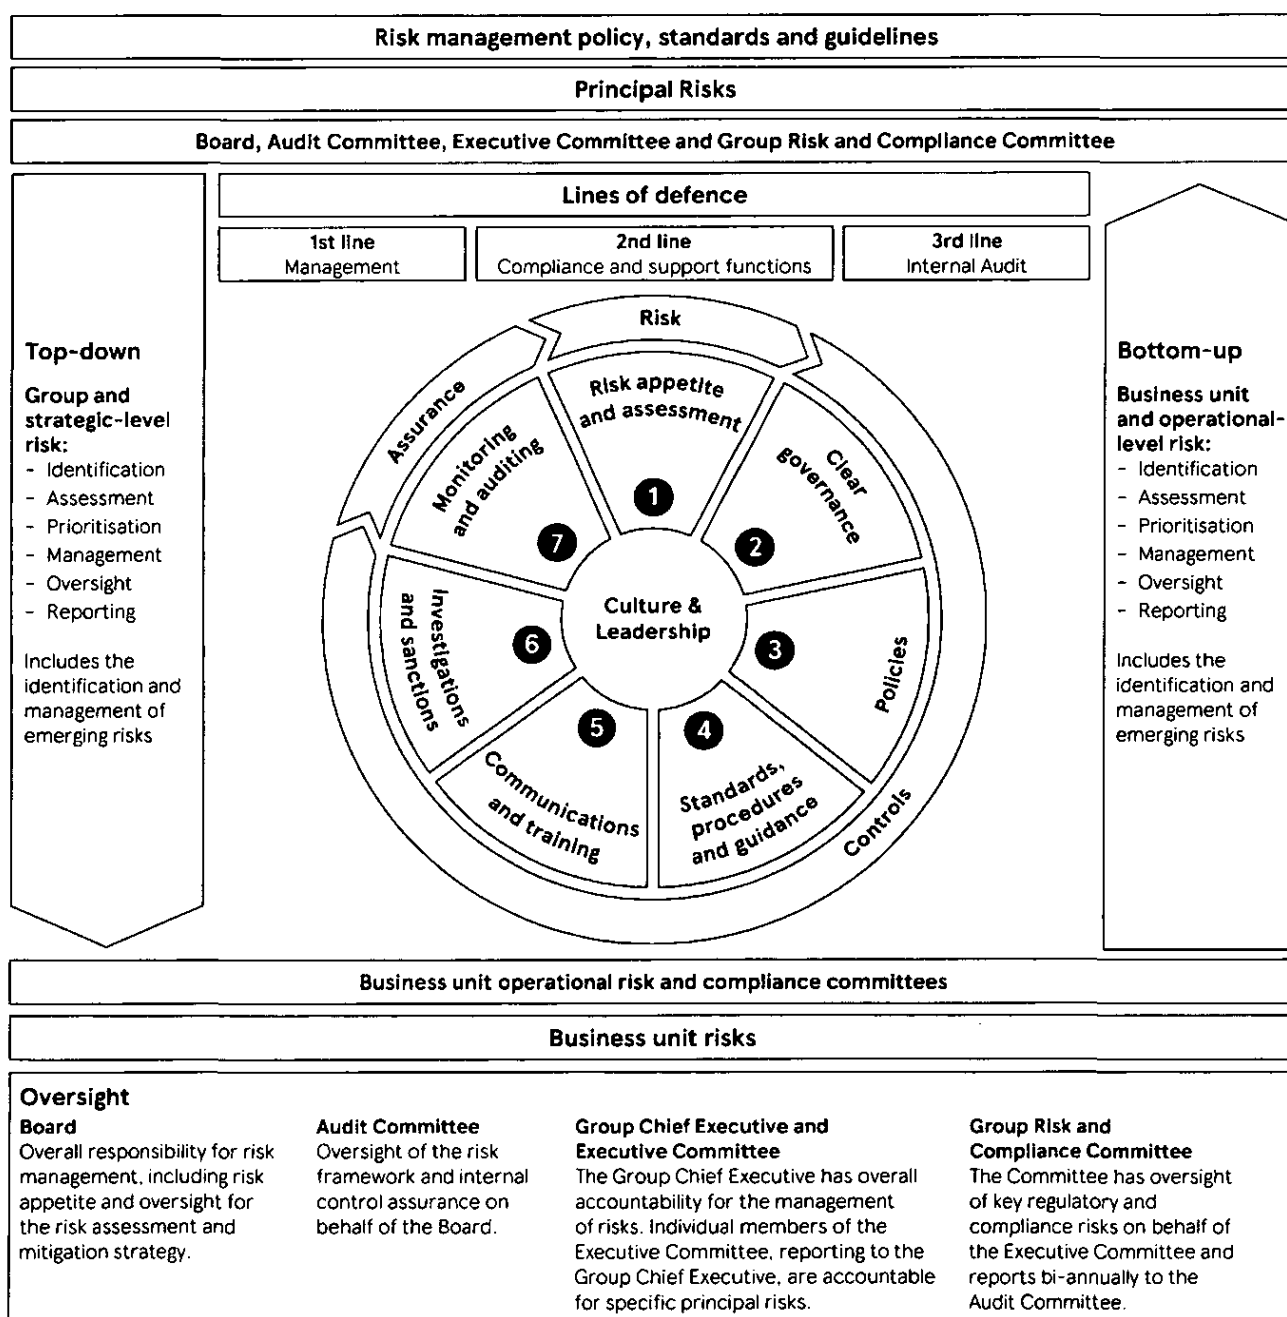 Risk management policy, standards and guidelines
Principal Risks
Board, Audit Committee, Executive Committee and Group Risk and Compliance Committee
Lines of defence
1st line
Management
2nd line
Compliance and support functions
3rd line
Internal Audit
Top-down
Group and
strategic-level
risk:
- Identification
- Assessment
- Prioritisation
- Management
- Oversight
- Reporting
Includes the
identification and
management of
emerging risks
Risk
Controls
Assurance
Risk appetite
and assessment
1
Clear
governance
2
Policies
3
Standards,
procedures
and guidance
4
Communications
and training
5
Investigations
and sanctions
6
Monitoring
and auditing
7
Culture &
Leadership
Bottom-up
Business unit
and operational-
level risk:
- Identification
- Assessment
- Prioritisation
- Management
- Oversight
- Reporting
Includes the
identification and
management of
emerging risks
Business unit operational risk and compliance committees
Business unit risks
Oversight
Board
Overall responsibility for risk
management, including risk
appetite and oversight for
the risk assessment and
mitigation strategy.
Audit Committee
Oversight of the risk
framework and internal
control assurance on
behalf of the Board.
Group Chief Executive and
Executive Committee
The Group Chief Executive has overall
accountability for the management
of risks. Individual members of the
Executive Committee, reporting to the
Group Chief Executive, are accountable
for specific principal risks.
Group Risk and
Compliance Committee
The Committee has oversight
of key regulatory and
compliance risks on behalf of
the Executive Committee and
reports bi-annually to the
Audit Committee.